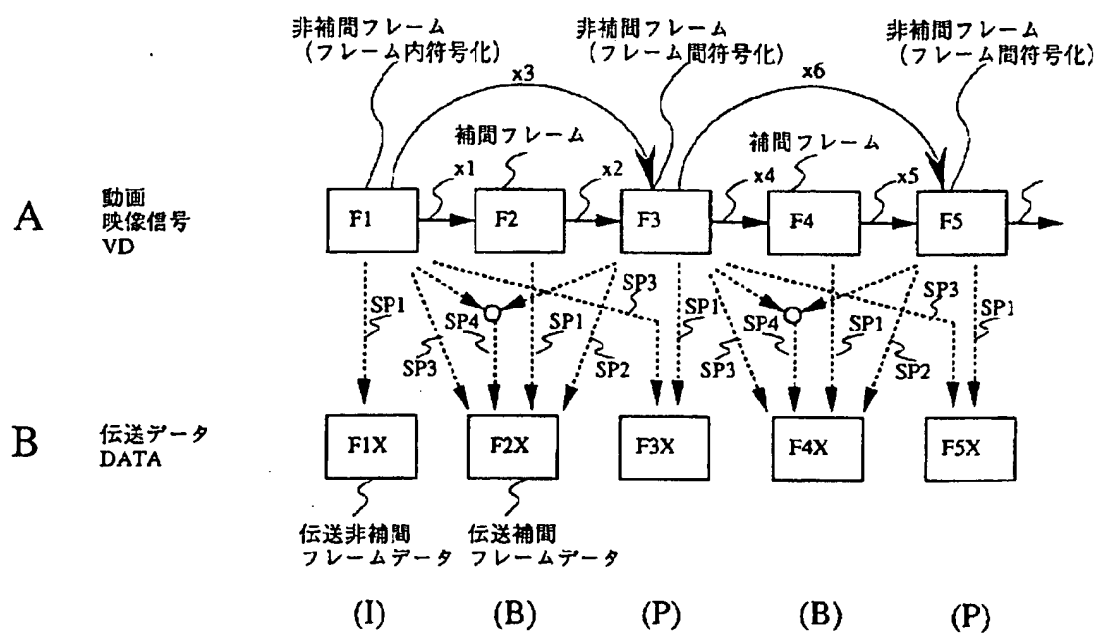 非補間フレーム
(フレーム内符号化)
非補間フレーム
(フレーム間符号化)
非補間フレーム
(フレーム間符号化)
x3
x6
補間フレーム
補間フレーム
x1
x2
x4
x5
A
動画
映像信号
VD
F1
F2
F3
F4
F5
SP1
SP3
SP4
SP1
SP2
SP3
SP1
SP3
SP4
SP1
SP2
SP3
SP1
B
伝送データ
DATA
F1X
F2X
F3X
F4X
F5X
伝送非補間
フレームデータ
伝送補間
フレームデータ
(I)
(B)
(P)
(B)
(P)